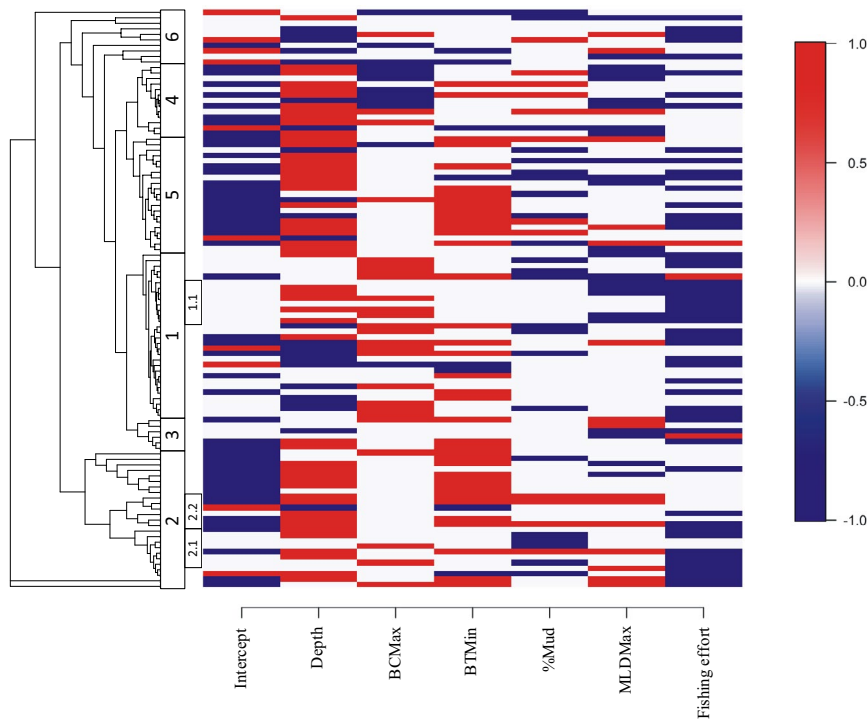 6
4
5
1
1.1
3
2
2.2
2.1
1.0
0.5
0.0
-0.5
-1.0
Intercept
Depth
BCMax
BTMin
%Mud
MLDMax
Fishing effort